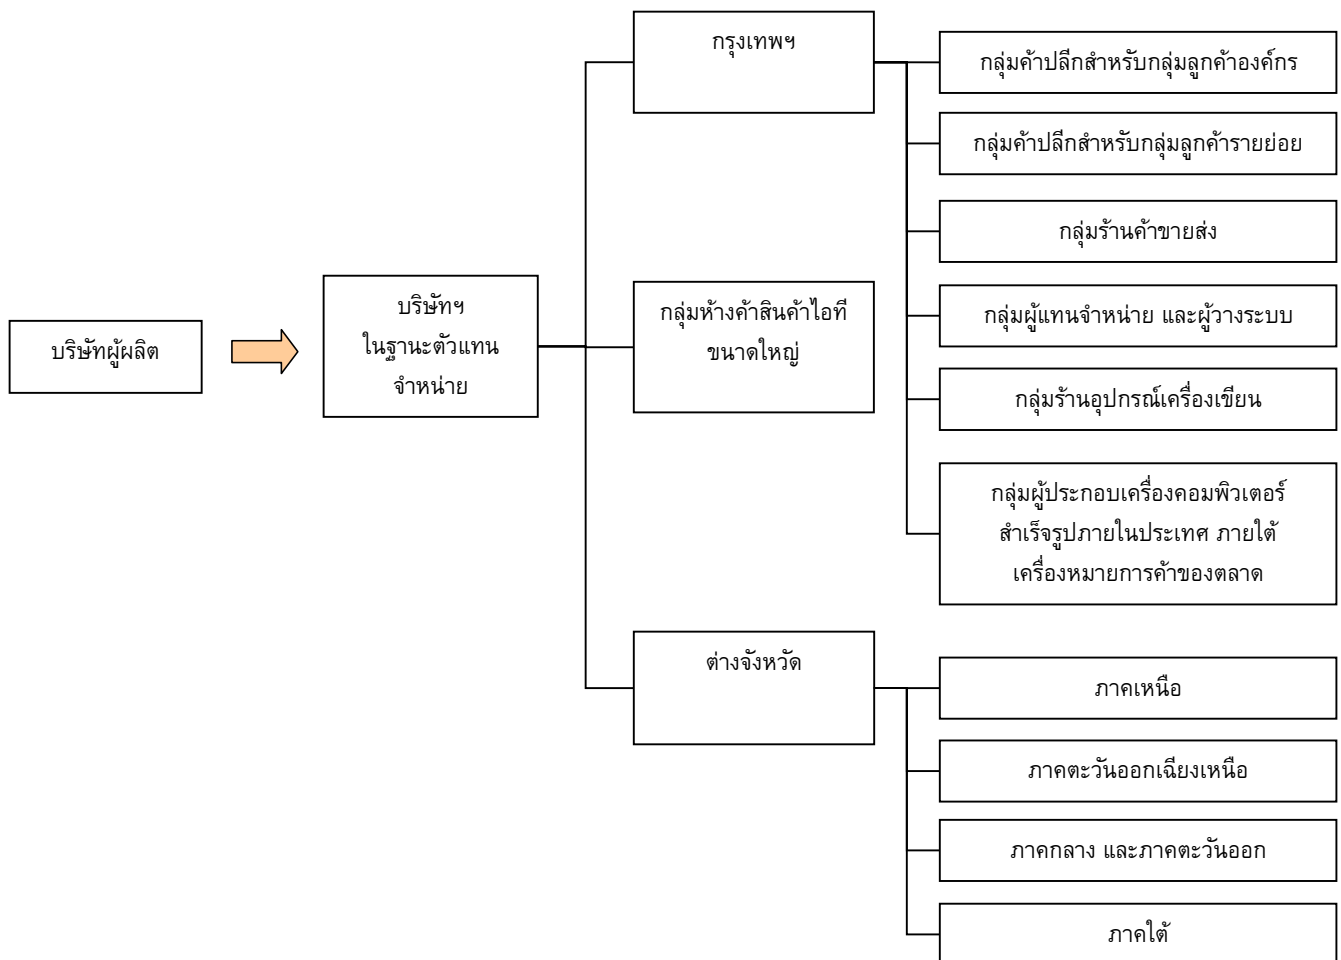 บริษัทผู้ผลิต
บริษัทฯ
ในฐานะตัวแทน
จำหน่าย
กรุงเทพฯ
กลุ่มค้าปลีกสำหรับกลุ่มลูกค้าองค์กร
กลุ่มค้าปลีกสำหรับกลุ่มลูกค้ารายย่อย
กลุ่มร้านค้าขายส่ง
กลุ่มผู้แทนจำหน่าย และผู้วางระบบ
กลุ่มร้านอุปกรณ์เครื่องเขียน
กลุ่มผู้ประกอบเครื่องคอมพิวเตอร์
สำเร็จรูปภายในประเทศ ภายใต้
เครื่องหมายการค้าของตลาด
กลุ่มห้างค้าสินค้าไอที
ขนาดใหญ่
ต่างจังหวัด
ภาคเหนือ
ภาคตะวันออกเฉียงเหนือ
ภาคกลาง และภาคตะวันออก
ภาคใต้